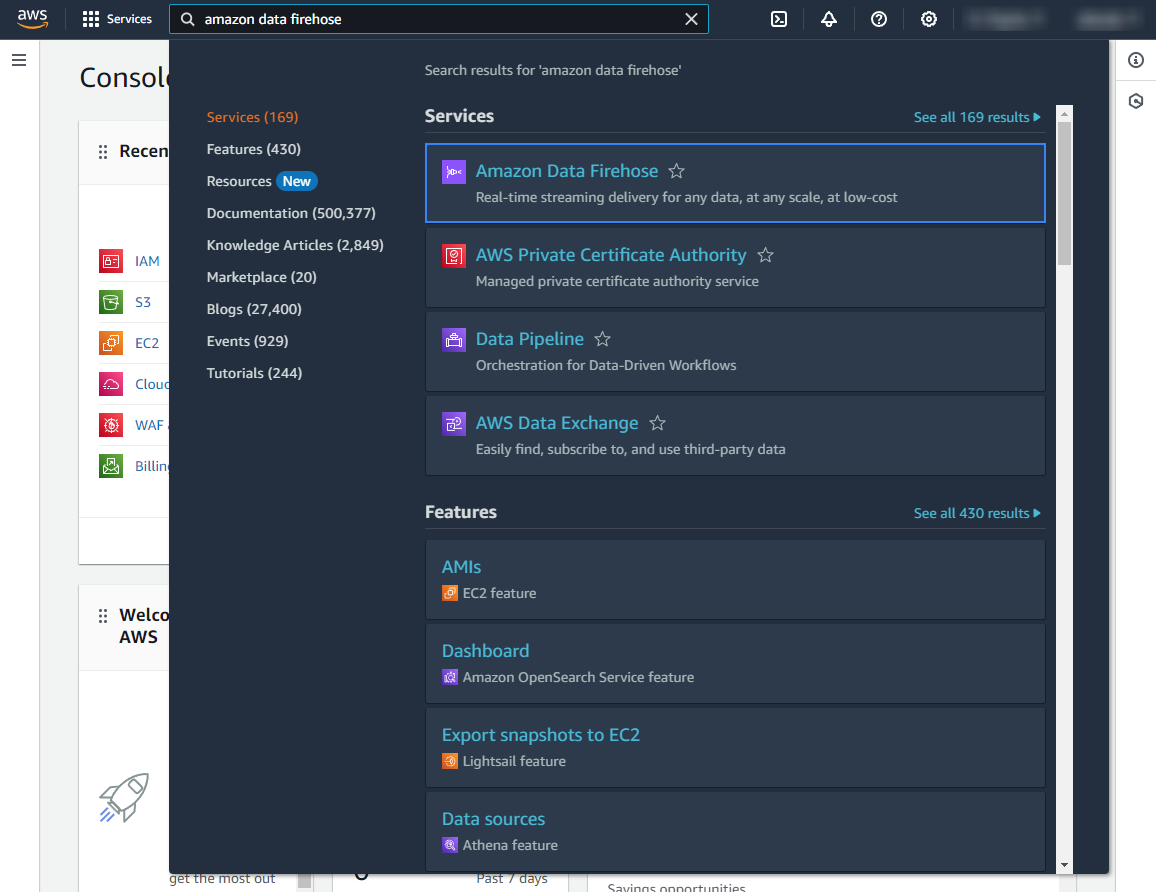 aws
Services
amazon data firehose
Consol
Recen
IAM
S3
EC2
Cloud
WAF
Billing
Welco
AWS
get the most out
Past 7 days
Savings opportunities
Search results for 'amazon data firehose'
Services (169)
Features (430)
Resources New
Documentation (500,377)
Knowledge Articles (2,849)
Marketplace (20)
Blogs (27,400)
Events (929)
Tutorials (244)
Services
See all 169 results
Amazon Data Firehose
Real-time streaming delivery for any data, at any scale, at low-cost
AWS Private Certificate Authority
Managed private certificate authority service
Data Pipeline
Orchestration for Data-Driven Workflows
AWS Data Exchange
Easily find, subscribe to, and use third-party data
Features
See all 430 results
AMIs
EC2 feature
Dashboard
Amazon OpenSearch Service feature
Export snapshots to EC2
Lightsail feature
Data sources
Athena feature